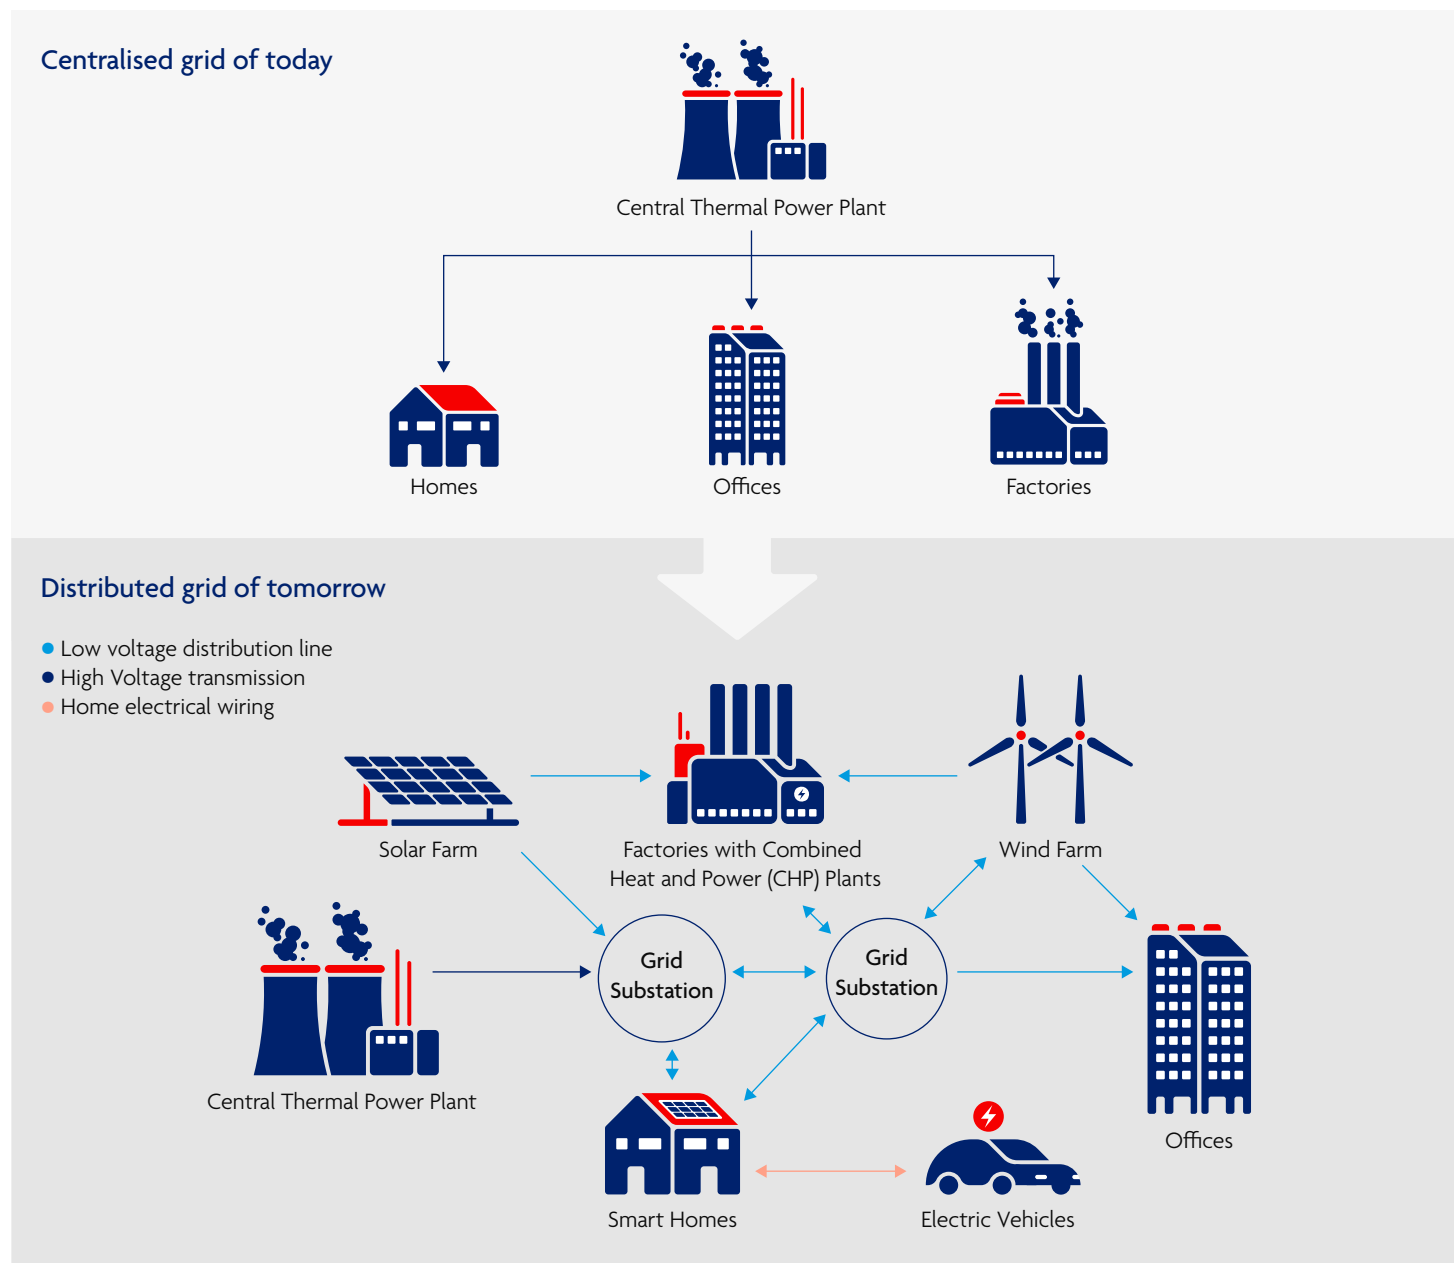 Centralised grid of today
Central Thermal Power Plant
Homes
Offices
Factories
Distributed grid of tomorrow
Low voltage distribution line
High Voltage transmission
Home electrical wiring
Solar Farm
Factories with Combined
Heat and Power (CHP) Plants
Wind Farm
Grid
Substation
Grid
Substation
Central Thermal Power Plant
Offices
Smart Homes
Electric Vehicles